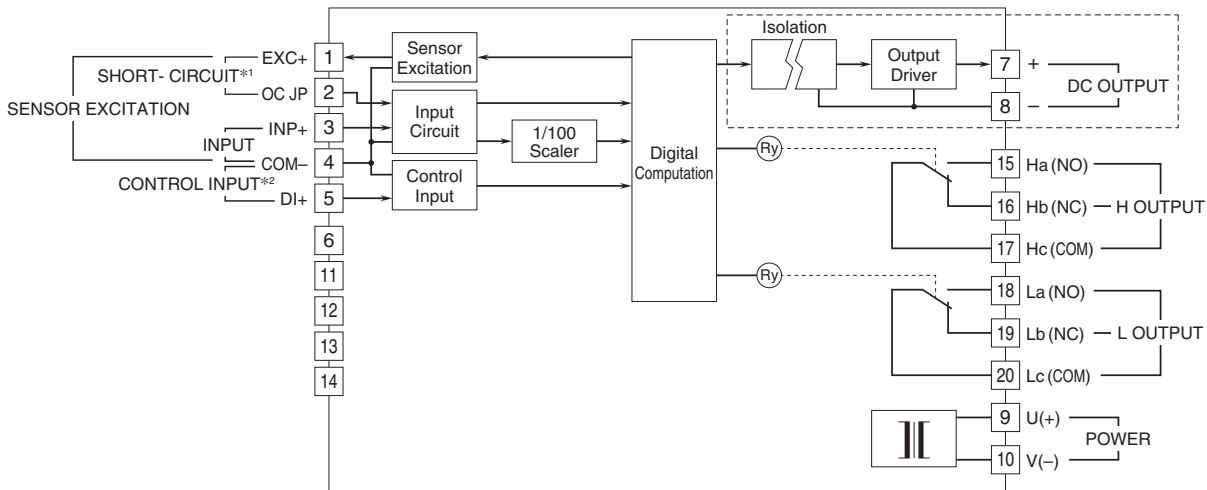 SENSOR EXCITATION
SHORT- CIRCUIT*1
INPUT
CONTROL INPUT*2
EXC+ 1
OC JP 2
INP+ 3
COM– 4
DI+ 5
6
11
12
13
14
Sensor
Excitation
Input
Circuit
1/100
Scaler
Control
Input
Digital
Computation
Isolation
Output
Driver
Ry
Ry
7 +
8 –
DC OUTPUT
15 Ha (NO)
16 Hb (NC)
17 Hc (COM)
H OUTPUT
18 La (NO)
19 Lb (NC)
20 Lc (COM)
L OUTPUT
9 U(+)
10 V(–)
POWER